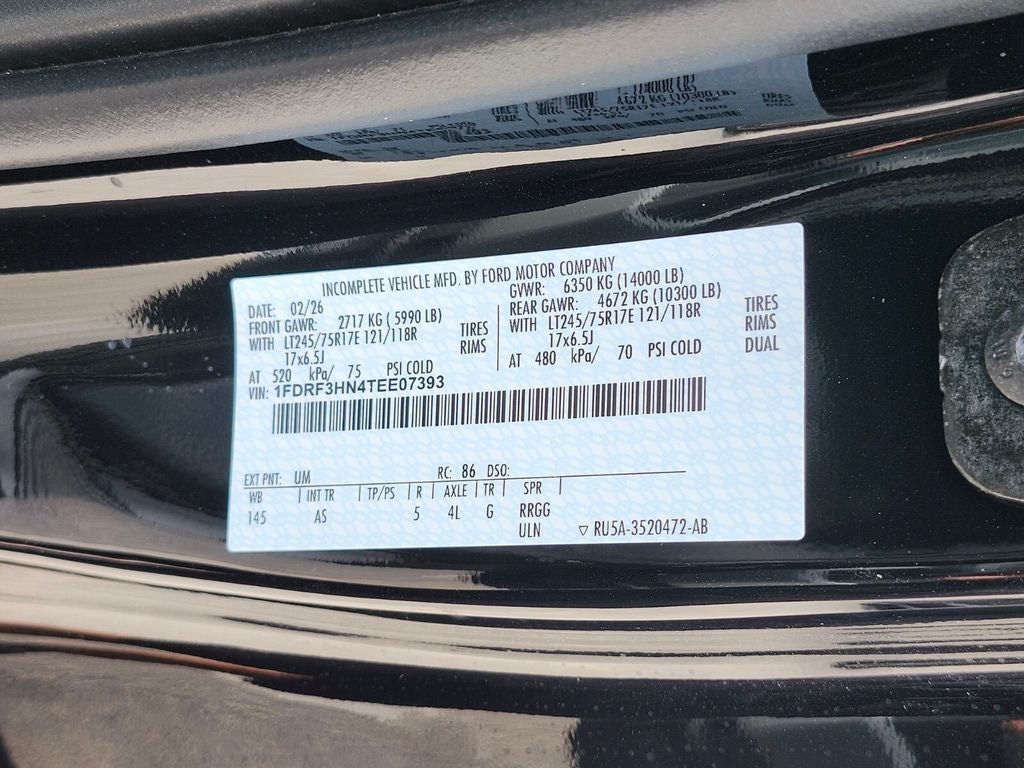 INCOMPLETE VEHICLE MFD. BY FORD MOTOR COMPANY
DATE: 02/26 GVWR: 6350 KG (14000 LB)
FRONT GAWR: 2717 KG (5990 LB) REAR GAWR: 4672 KG (10300 LB)
WITH LT245/75R17E 121/118R TIRES WITH LT245/75R17E 121/118R TIRES
17x6.5J RIMS 17x6.5J RIMS
AT 520 kPa/ 75 PSI COLD AT 480 kPa/ 70 PSI COLD DUAL
VIN: 1FDRF3HN4TEE07393
EXT PNT: UM RC: 86 DSO:
WB INT TR TP/PS R AXLE TR SPR
145 AS 5 4L G RRGG
ULN RU5A-3520472-AB